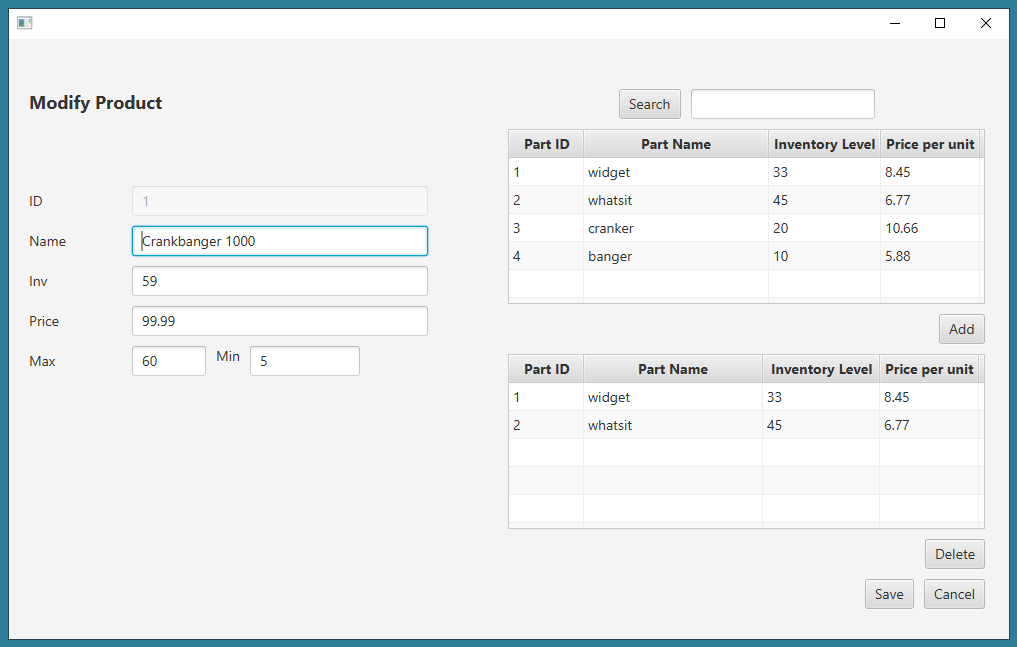 Modify Product
ID 1
Name Crankbanger 1000
Inv 59
Price 99.99
Max 60 Min 5
Search
Part ID Part Name Inventory Level Price per unit
1 widget 33 8.45
2 whatsit 45 6.77
3 cranker 20 10.66
4 banger 10 5.88
Add
Part ID Part Name Inventory Level Price per unit
1 widget 33 8.45
2 whatsit 45 6.77
Delete
Save Cancel